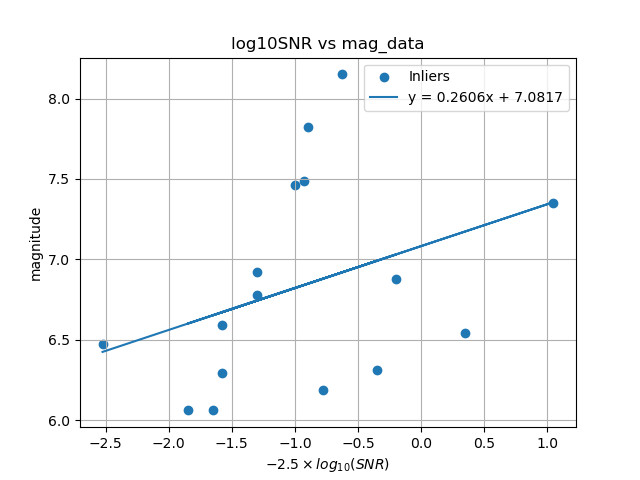 log10SNR vs mag_data
Inliers
y = 0.2606x + 7.0817
magnitude
8.0
7.5
7.0
6.5
6.0
−2.5 −2.0 −1.5 −1.0 −0.5 0.0 0.5 1.0
−2.5 × log₁₀(SNR)